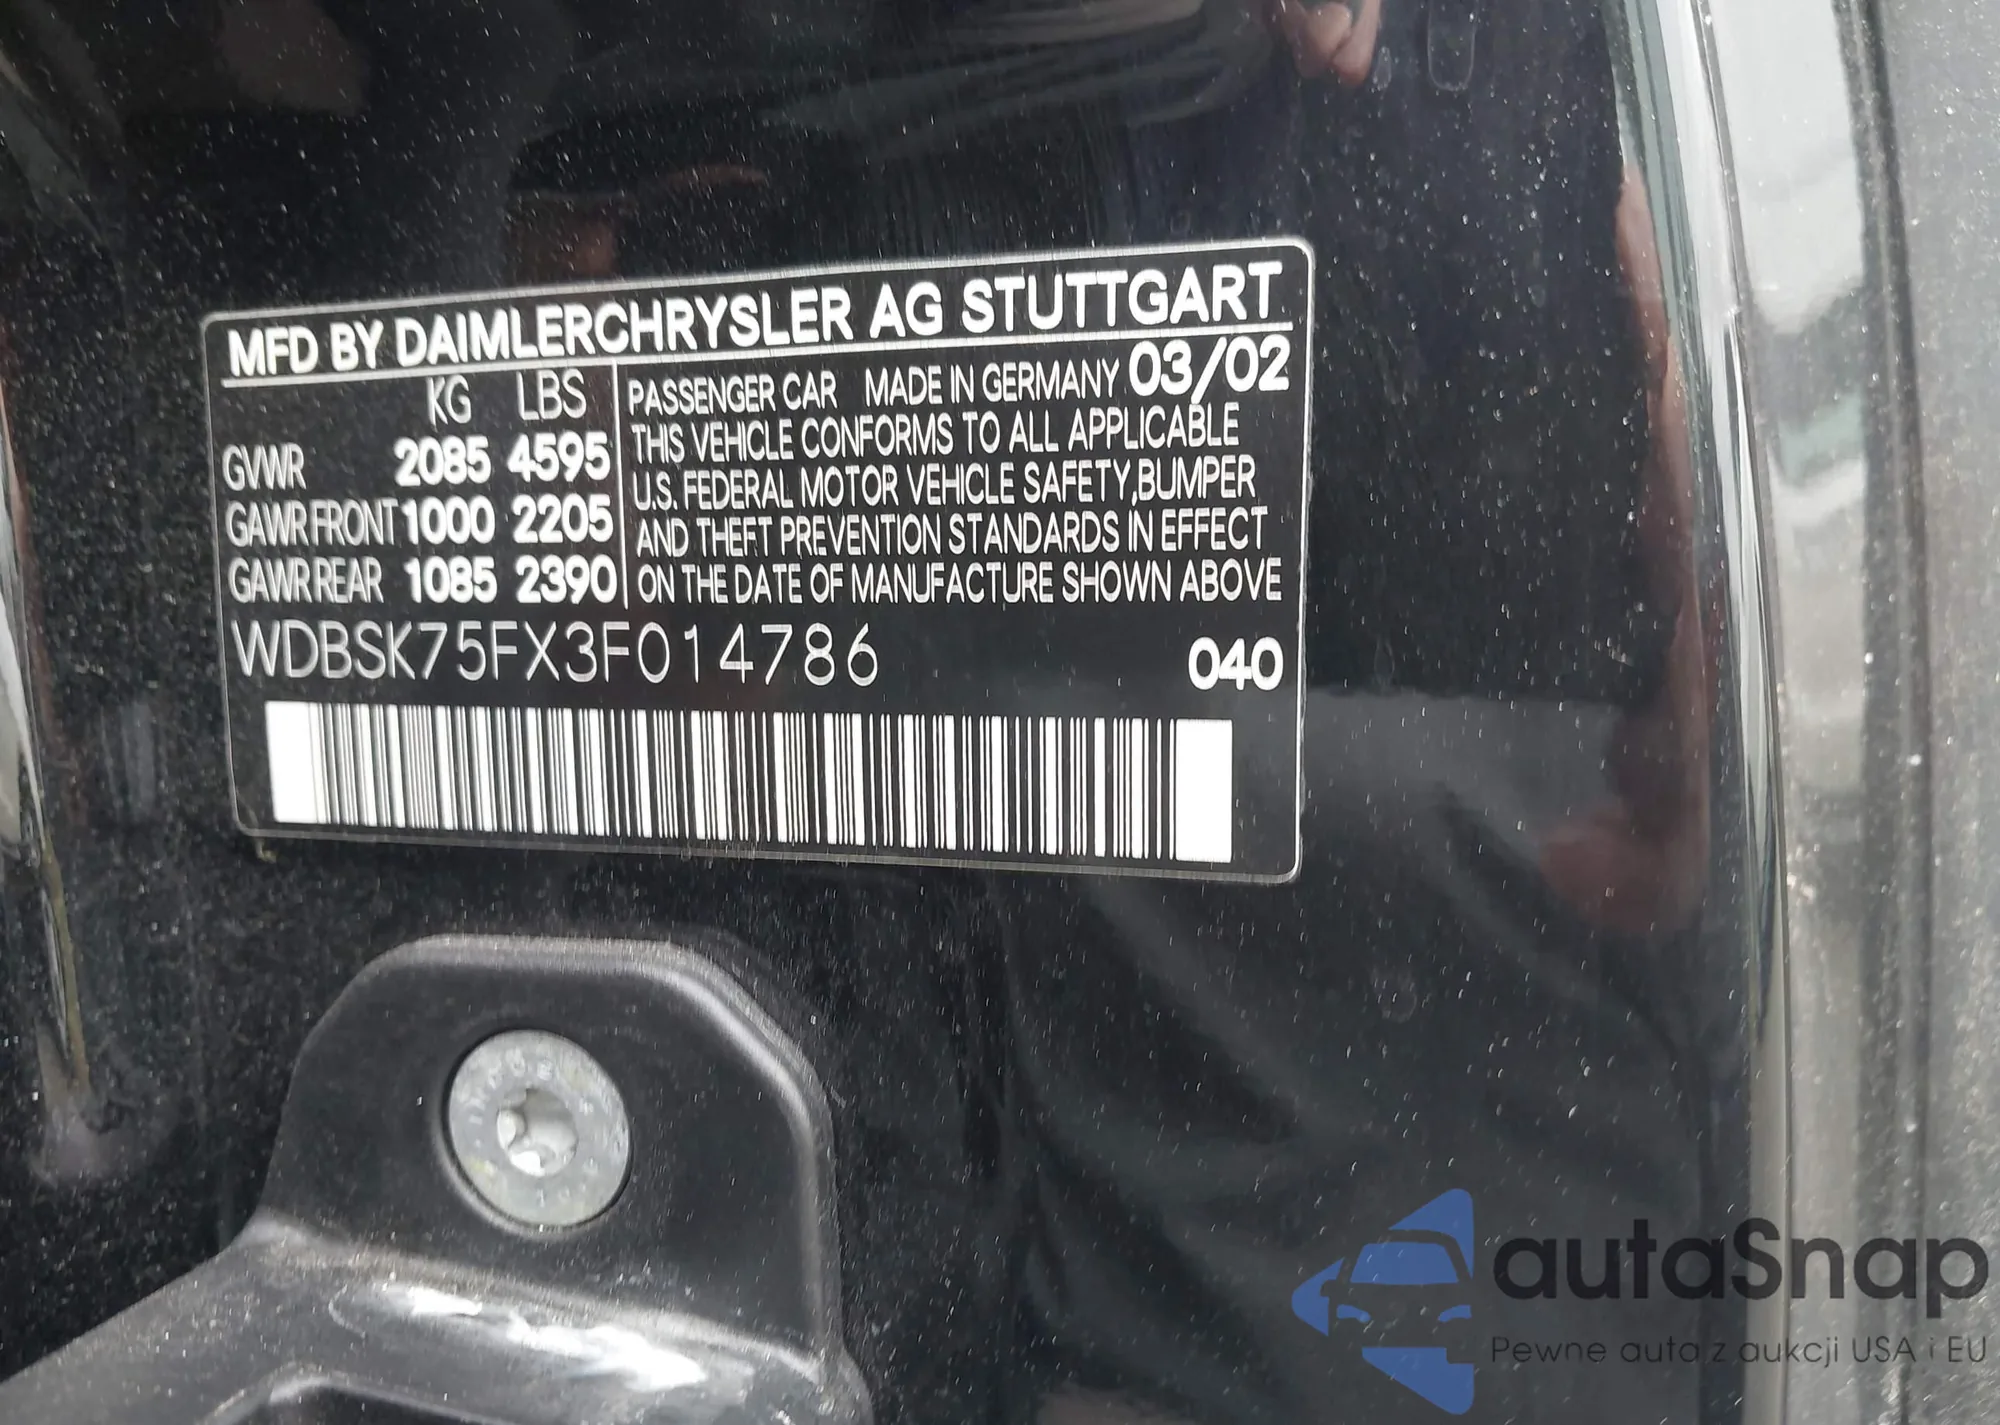 MFD BY DAIMLERCHRYSLER AG STUTTGART
KG LBS
GVWR 2085 4595
GAWR FRONT 1000 2205
GAWR REAR 1085 2390
PASSENGER CAR MADE IN GERMANY 03/02
THIS VEHICLE CONFORMS TO ALL APPLICABLE
U.S. FEDERAL MOTOR VEHICLE SAFETY,BUMPER
AND THEFT PREVENTION STANDARDS IN EFFECT
ON THE DATE OF MANUFACTURE SHOWN ABOVE
WDBSK75FX3F014786 040
autaSnap
Pewne auta z aukcji USA i EU